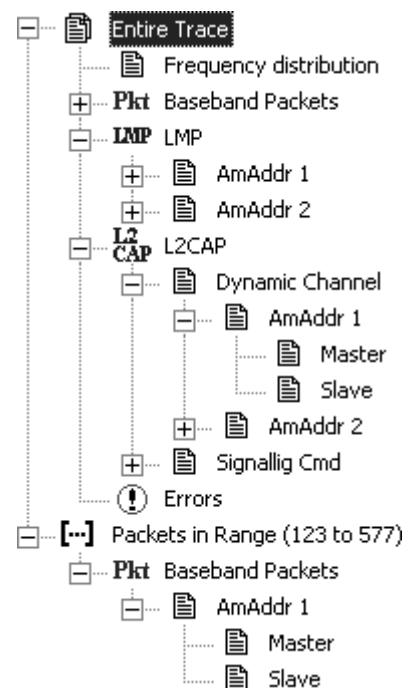 Entire Trace
Frequency distribution
Pkt Baseband Packets
LMP LMP
AmAddr 1
AmAddr 2
L2 CAP L2CAP
Dynamic Channel
AmAddr 1
Master
Slave
AmAddr 2
Signallig Cmd
Errors
[...] Packets in Range (123 to 577)
Pkt Baseband Packets
AmAddr 1
Master
Slave